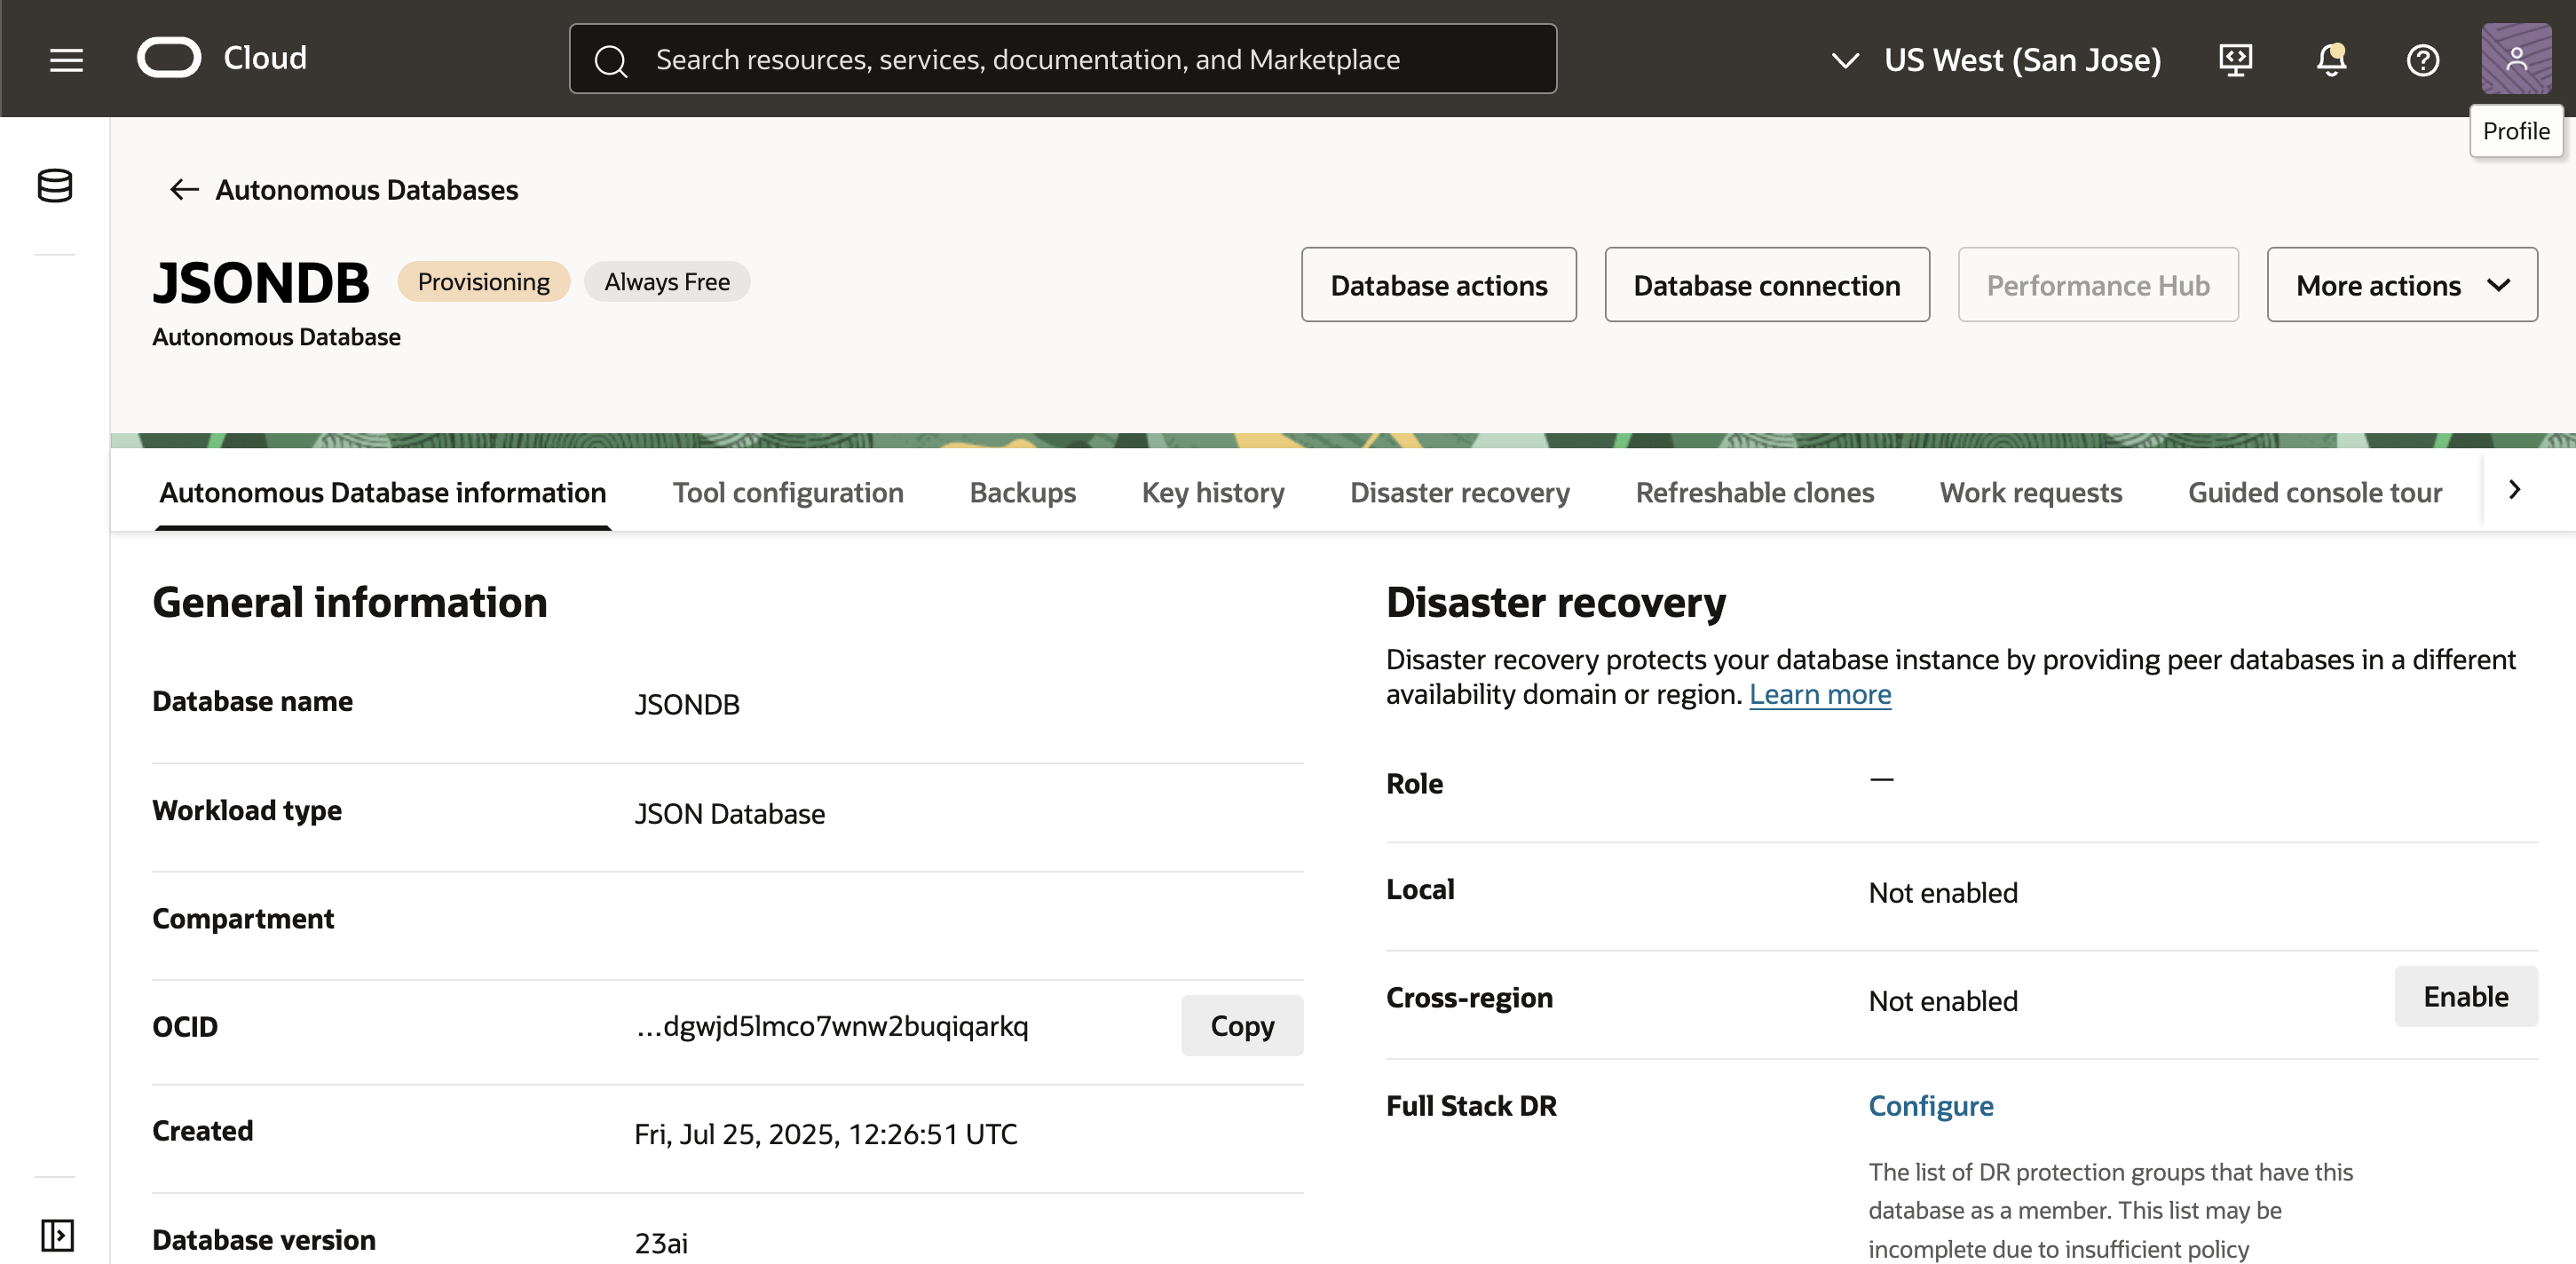 Cloud
Search resources, services, documentation, and Marketplace
US West (San Jose)
Profile
Autonomous Databases
JSONDB
Provisioning
Always Free
Autonomous Database
Database actions
Database connection
Performance Hub
More actions
Autonomous Database information
Tool configuration
Backups
Key history
Disaster recovery
Refreshable clones
Work requests
Guided console tour
General information
Database name
JSONDB
Workload type
JSON Database
Compartment
OCID
...dgwjd5lmco7wnw2buqiqarkq
Copy
Created
Fri, Jul 25, 2025, 12:26:51 UTC
Database version
23ai
Disaster recovery
Disaster recovery protects your database instance by providing peer databases in a different
availability domain or region. Learn more
Role
—
Local
Not enabled
Cross-region
Not enabled
Enable
Full Stack DR
Configure
The list of DR protection groups that have this
database as a member. This list may be
incomplete due to insufficient policy